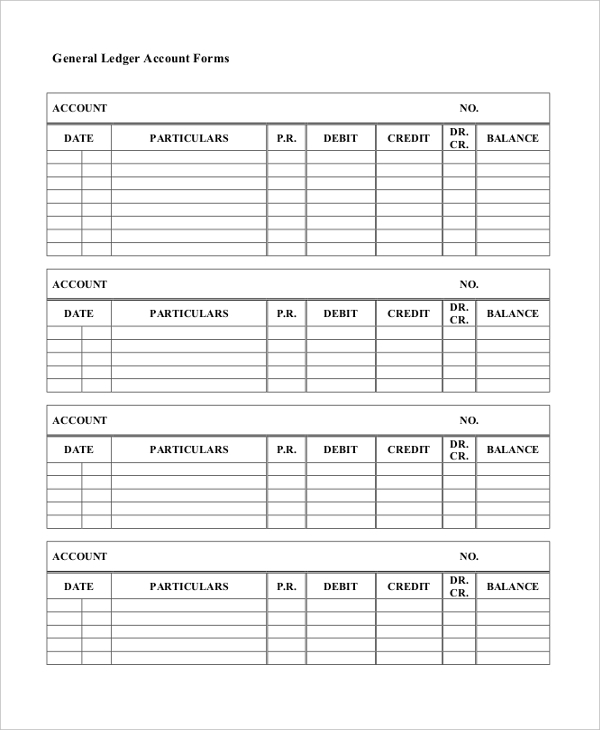 General Ledger Account Forms
ACCOUNT NO.
DATE PARTICULARS P.R. DEBIT CREDIT DR. CR. BALANCE
ACCOUNT NO.
DATE PARTICULARS P.R. DEBIT CREDIT DR. CR. BALANCE
ACCOUNT NO.
DATE PARTICULARS P.R. DEBIT CREDIT DR. CR. BALANCE
ACCOUNT NO.
DATE PARTICULARS P.R. DEBIT CREDIT DR. CR. BALANCE